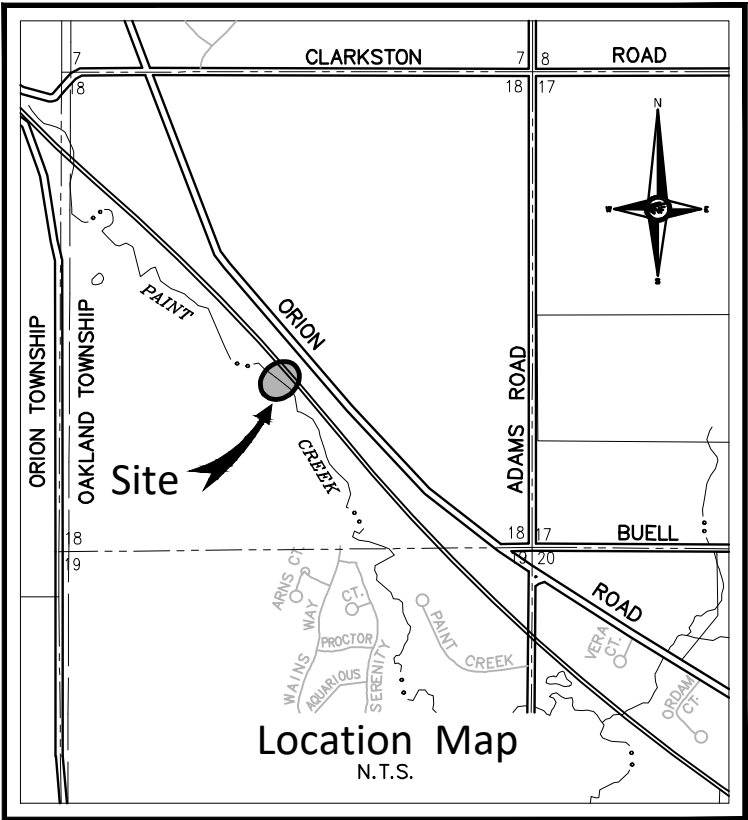 7
CLARKSTON
7
8
ROAD
18
18
17
N
W
E
S
PAINT
ORION
ORION TOWNSHIP
OAKLAND TOWNSHIP
ADAMS ROAD
Site
CREEK
18
18
17
BUELL
19
19
20
ARNS CT.
WAY
CT.
ROAD
PAINT
CREEK
PROCTOR
VERA
CT.
WAINS
AQUARIOUS
SERENITY
ORDAM
CT.
Location Map
N.T.S.